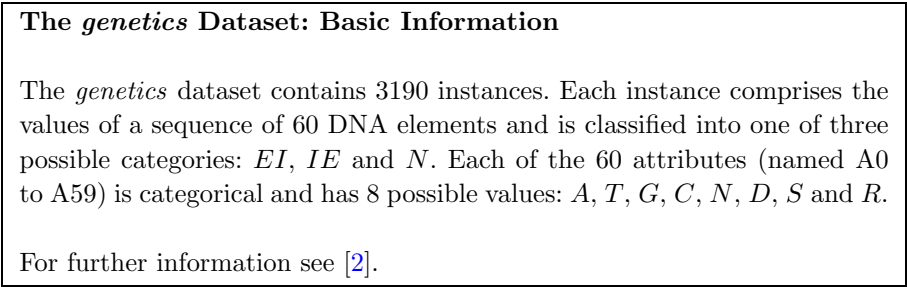 The genetics Dataset: Basic Information
The genetics dataset contains 3190 instances. Each instance comprises the
values of a sequence of 60 DNA elements and is classified into one of three
possible categories: EI, IE and N. Each of the 60 attributes (named A0
to A59) is categorical and has 8 possible values: A, T, G, C, N, D, S and R.
For further information see [2].